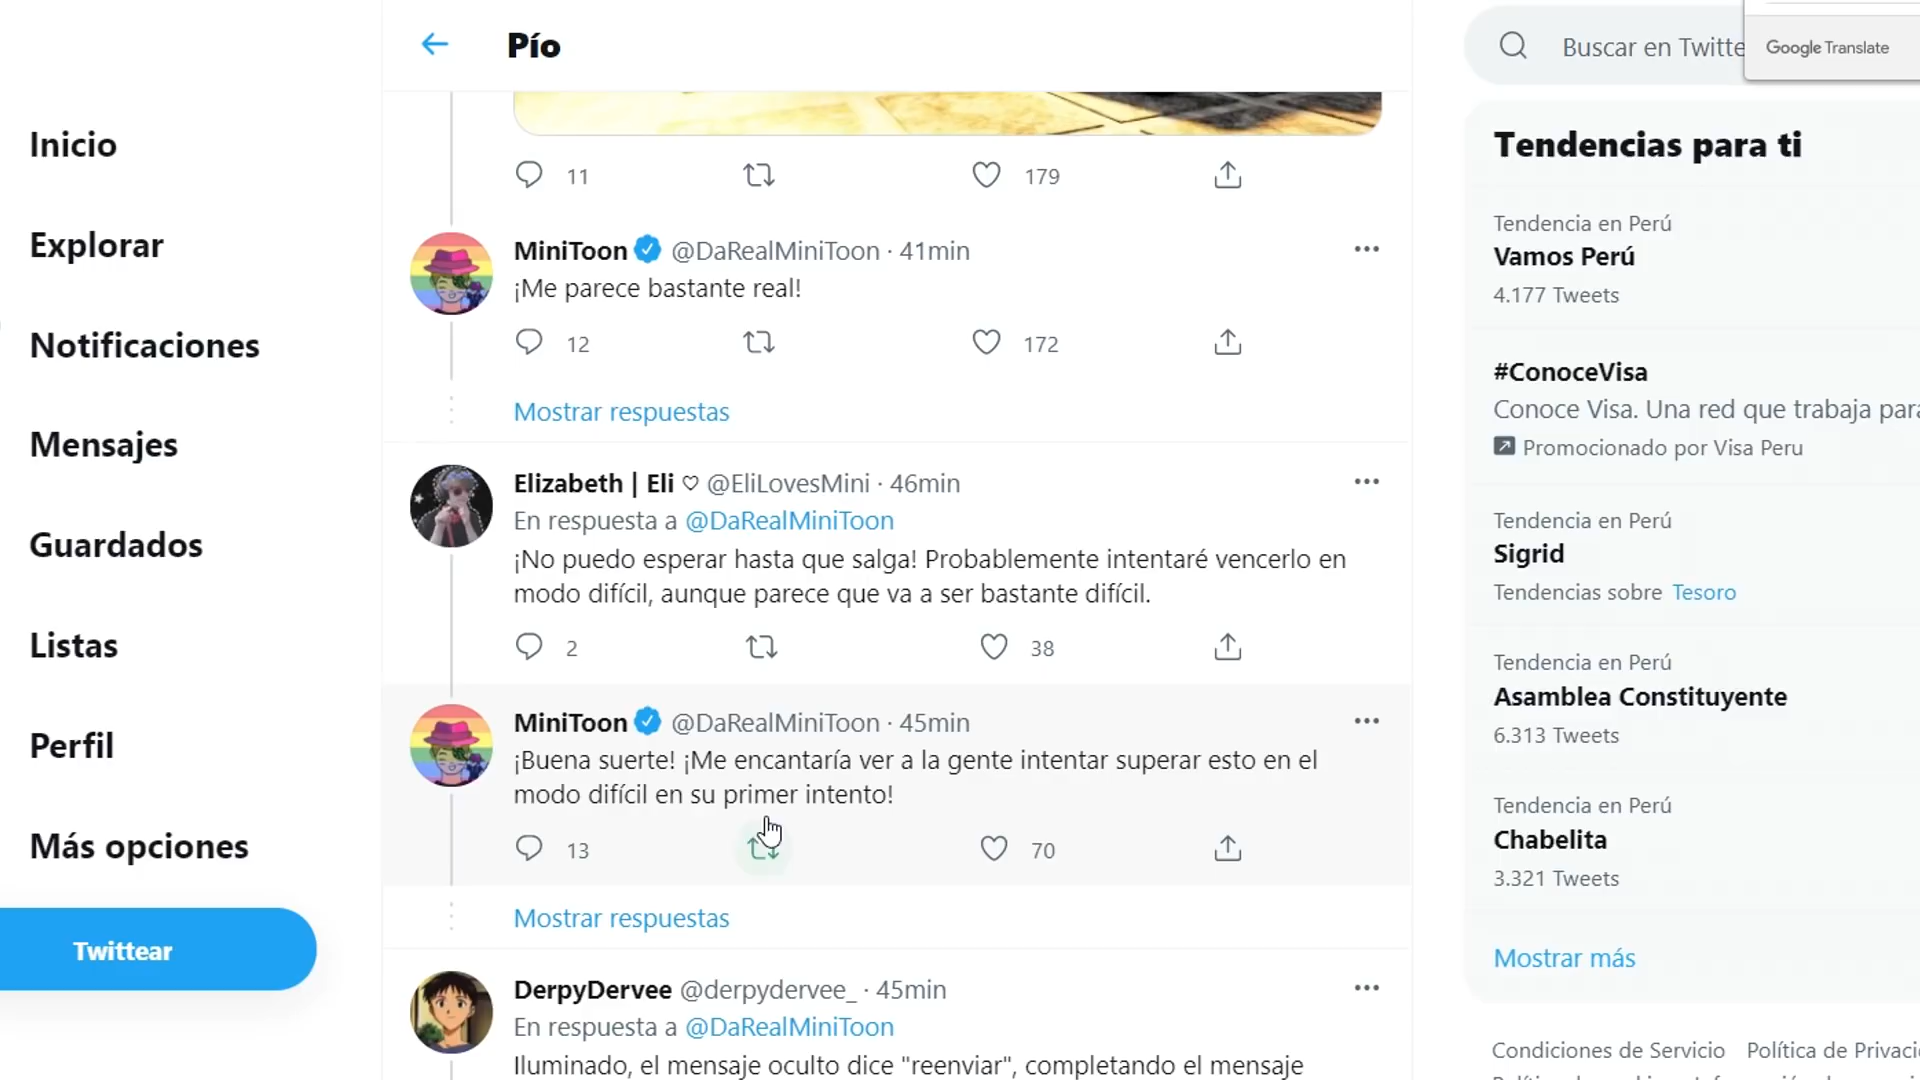 Pío
Buscar en Twitte
Google Translate
Inicio
Explorar
Notificaciones
Mensajes
Guardados
Listas
Perfil
Más opciones
Twittear
11
179
MiniToon @DaRealMiniToon · 41min
¡Me parece bastante real!
12
172
Mostrar respuestas
Elizabeth | Eli ♡ @EliLovesMini · 46min
En respuesta a @DaRealMiniToon
¡No puedo esperar hasta que salga! Probablemente intentaré vencerlo en
modo difícil, aunque parece que va a ser bastante difícil.
2
38
MiniToon @DaRealMiniToon · 45min
¡Buena suerte! ¡Me encantaría ver a la gente intentar superar esto en el
modo difícil en su primer intento!
13
70
Mostrar respuestas
DerpyDervee @derpydervee_ · 45min
En respuesta a @DaRealMiniToon
Iluminado, el mensaje oculto dice "reenviar", completando el mensaje
Tendencias para ti
Tendencia en Perú
Vamos Perú
4.177 Tweets
#ConoceVisa
Conoce Visa. Una red que trabaja para
Promocionado por Visa Peru
Tendencia en Perú
Sigrid
Tendencias sobre Tesoro
Tendencia en Perú
Asamblea Constituyente
6.313 Tweets
Tendencia en Perú
Chabelita
3.321 Tweets
Mostrar más
Condiciones de Servicio Política de Privaci